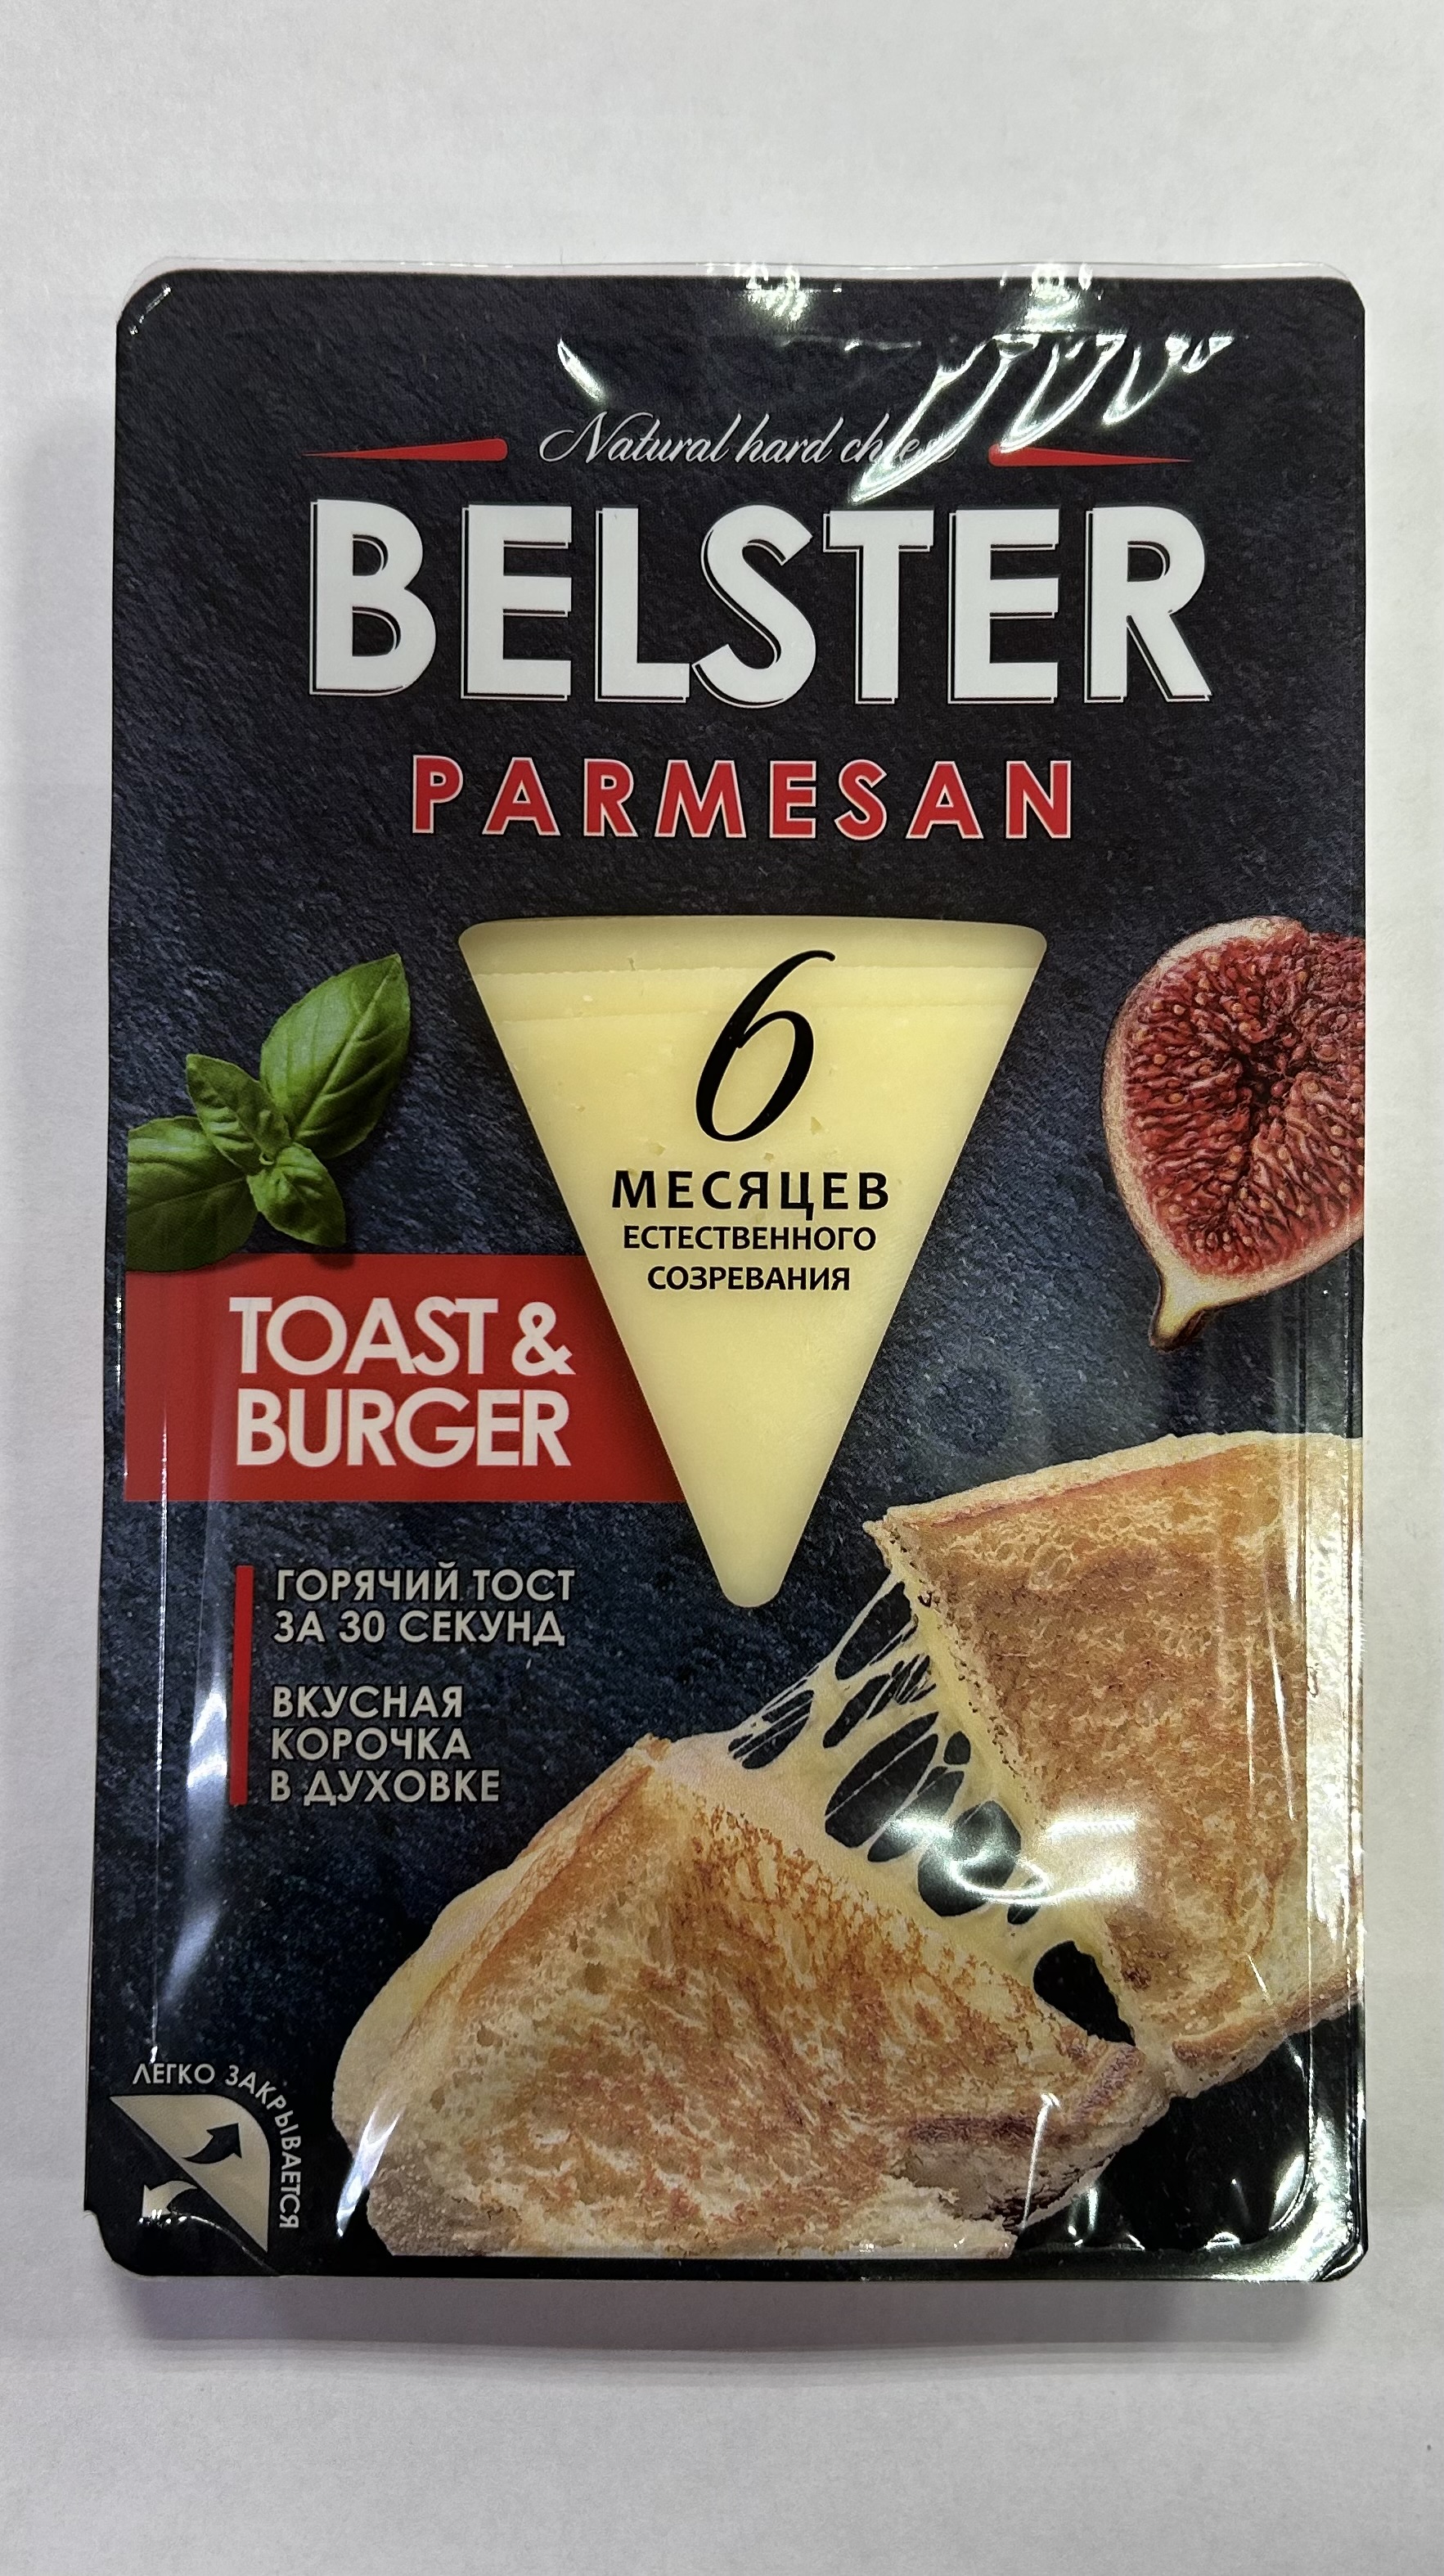 Natural hard cheese
BELSTER
PARMESAN
6
МЕСЯЦЕВ
ЕСТЕСТВЕННОГО
СОЗРЕВАНИЯ
TOAST &
BURGER
ГОРЯЧИЙ ТОСТ
ЗА 30 СЕКУНД
ВКУСНАЯ
КОРОЧКА
В ДУХОВКЕ
ЛЕГКО ЗАКРЫВАЕТСЯ